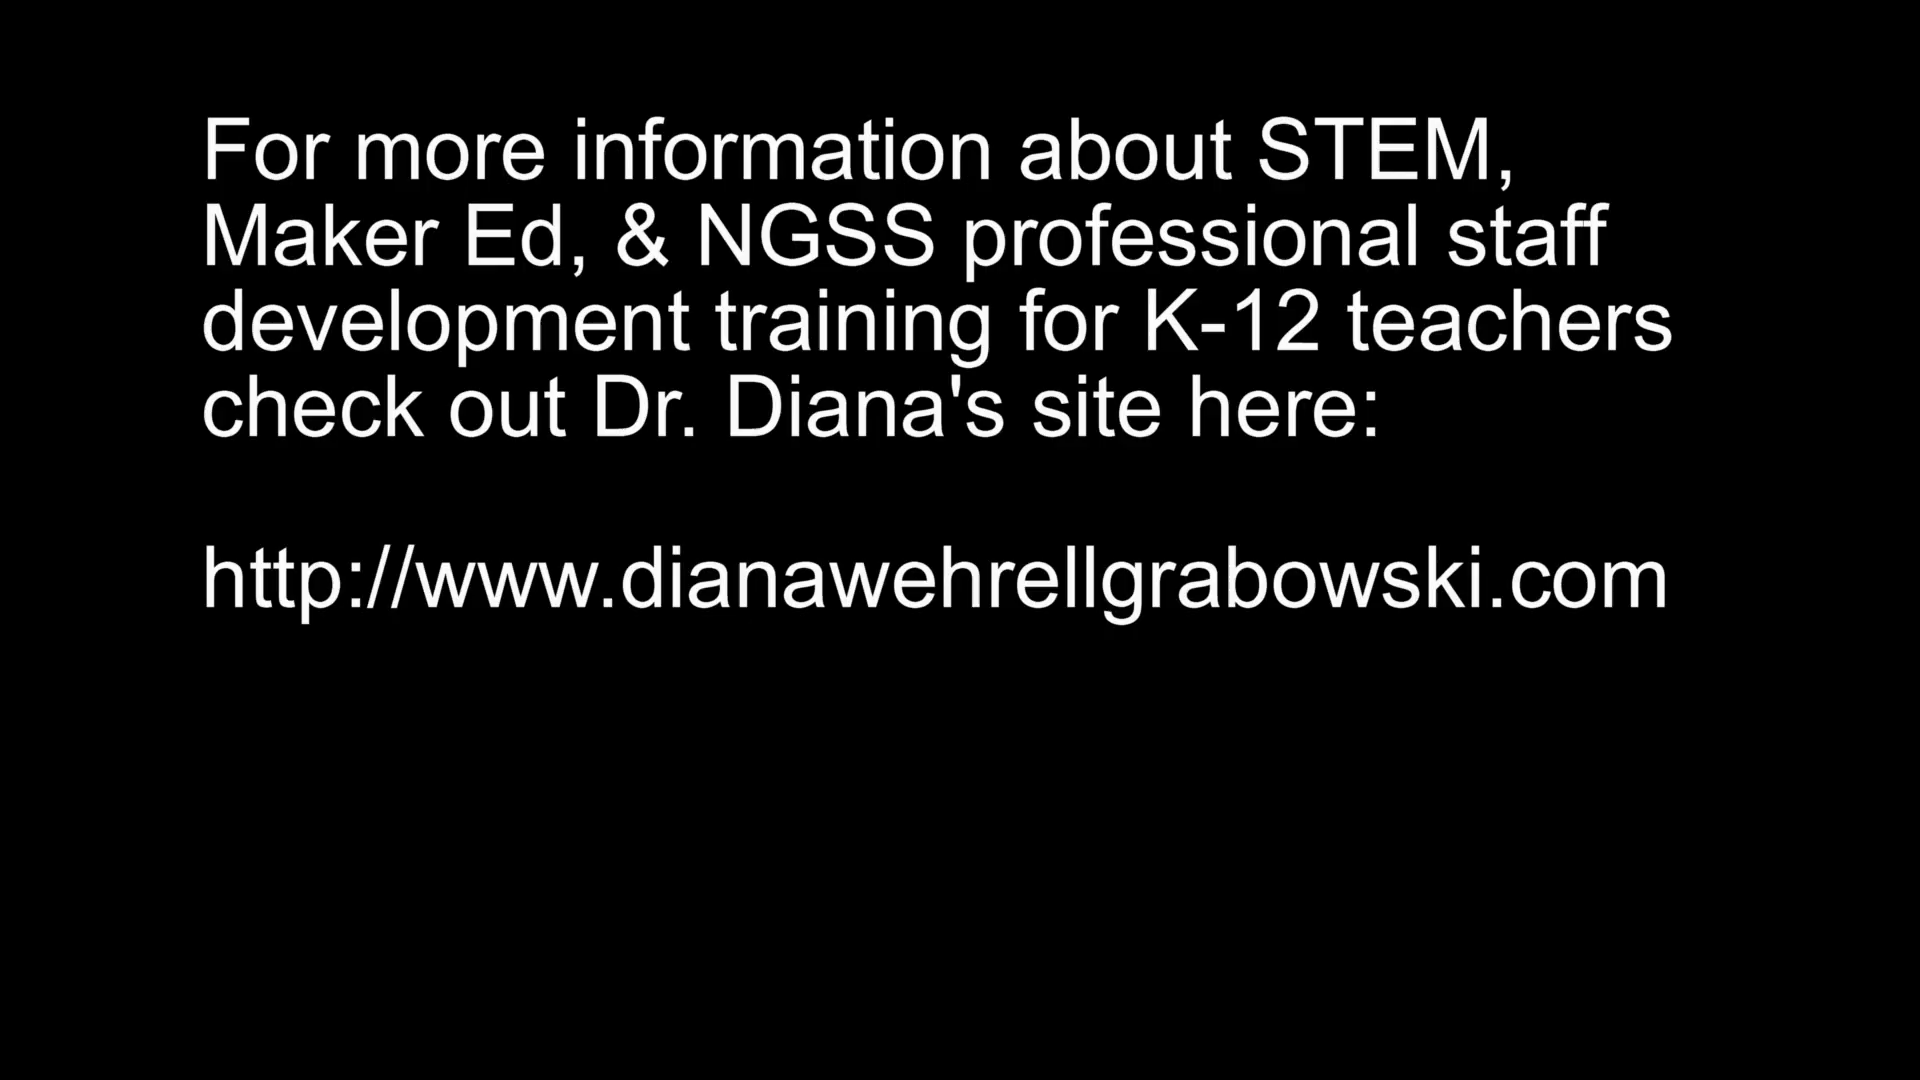 For more information about STEM,
Maker Ed, & NGSS professional staff
development training for K-12 teachers
check out Dr. Diana's site here:
http://www.dianawehrellgrabowski.com